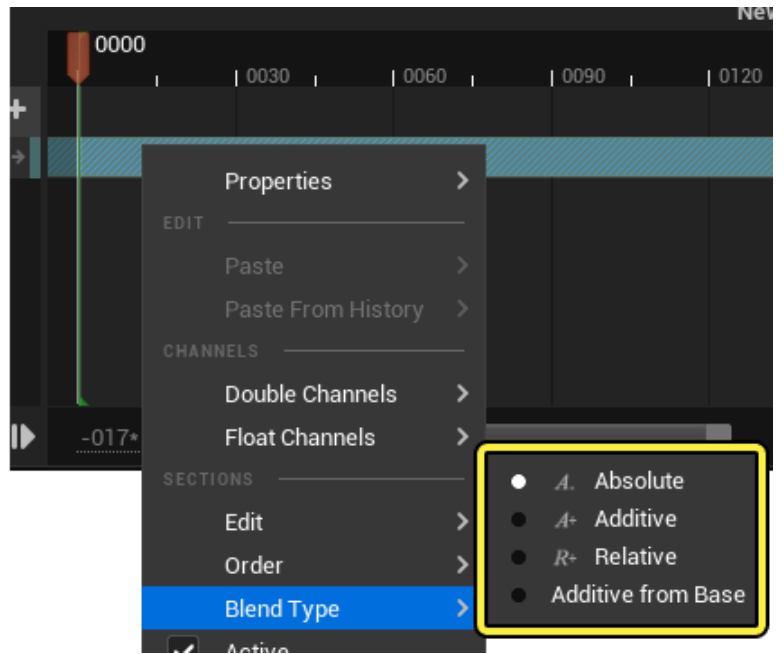 New
0000
0030
0060
0090
0120
Properties
EDIT
Paste
Paste From History
CHANNELS
Double Channels
Float Channels
-017*
SECTIONS
Edit
Order
Blend Type
Active
A. Absolute
A+ Additive
R+ Relative
Additive from Base